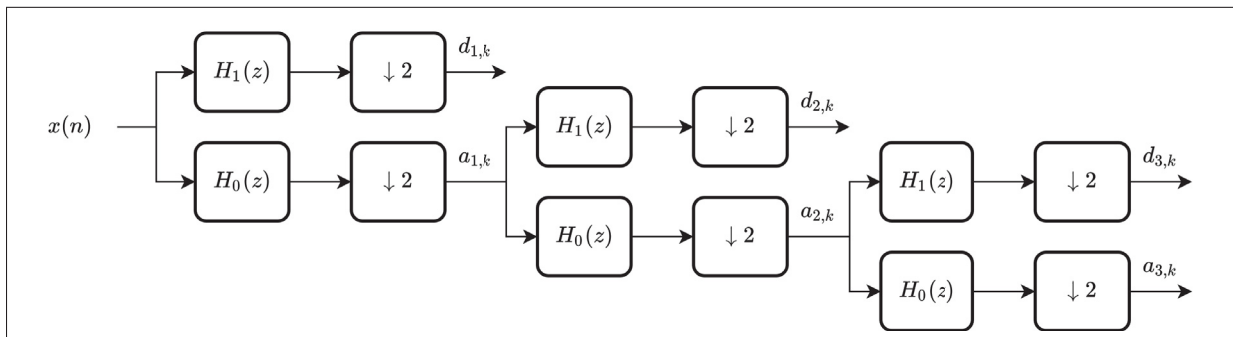 d_{1,k}
H_1(z)
↓ 2
x(n)
d_{2,k}
H_1(z)
↓ 2
a_{1,k}
H_0(z)
↓ 2
d_{3,k}
H_1(z)
↓ 2
a_{2,k}
H_0(z)
↓ 2
a_{3,k}
H_0(z)
↓ 2